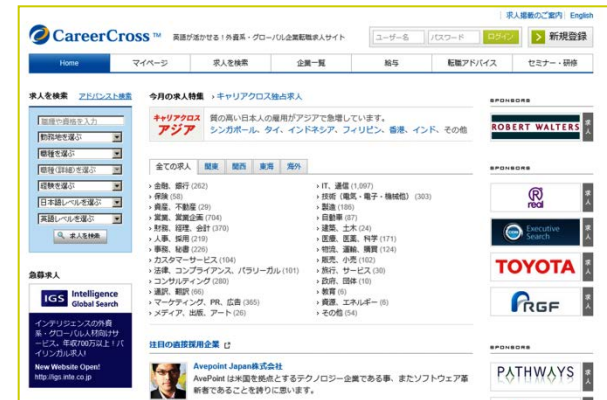 求人掲載のご案内 | English
CareerCross ™ 英語が活かせる！外資系・グローバル企業転職求人サイト
ユーザー名 パスワード ログイン 新規登録
Home マイページ 求人を検索 企業一覧 給与 転職アドバイス セミナー・研修
求人を検索 アドバンスト検索
職種や資格を入力
勤務地を選ぶ
職種を選ぶ
職種(詳細)を選ぶ
経験を選ぶ
日本語レベルを選ぶ
英語レベルを選ぶ
求人を検索
急募求人
IGS Intelligence Global Search
インテリジェンスの外資
系・グローバル人材向けサ
ービス。年収700万以上！バ
イリンガル求人!
New Website Open!
http://igs.inte.co.jp
今月の求人特集 › キャリアクロス独占求人
キャリアクロス
アジア
質の高い日本人の雇用がアジアで急増しています。
シンガポール、タイ、インドネシア、フィリピン、香港、インド、その他
全ての求人 関東 関西 東海 海外
› 金融、銀行 (262)
› 保険 (58)
› 資産、不動産 (29)
› 営業、営業企画 (704)
› 財務、経理、会計 (370)
› 人事、採用 (219)
› 事務、秘書 (226)
› カスタマーサービス (104)
› 法律、コンプライアンス、パラリーガル (101)
› コンサルティング (280)
› 通訳、翻訳 (66)
› マーケティング、PR、広告 (365)
› メディア、出版、アート (26)
› IT、通信 (1,097)
› 技術（電気・電子・機械他） (303)
› 製造 (186)
› 自動車 (87)
› 建築、土木 (24)
› 医療、医薬、科学 (171)
› 物流、運輸、購買 (124)
› 販売、小売 (102)
› 旅行、サービス (30)
› 政府、団体 (10)
› 教育 (6)
› 資源、エネルギー (6)
› その他 (54)
注目の直接採用企業
Avepoint Japan株式会社
AvePoint は米国を拠点とするテクノロジー企業である事、またソフトウェア革
新者であることを誇りに思います。
SPONSORS
ROBERT WALTERS 求人
SPONSORS
R real 求人
Executive Search 求人
TOYOTA 求人
RGF 求人
SPONSORS
PATHWAYS 求人